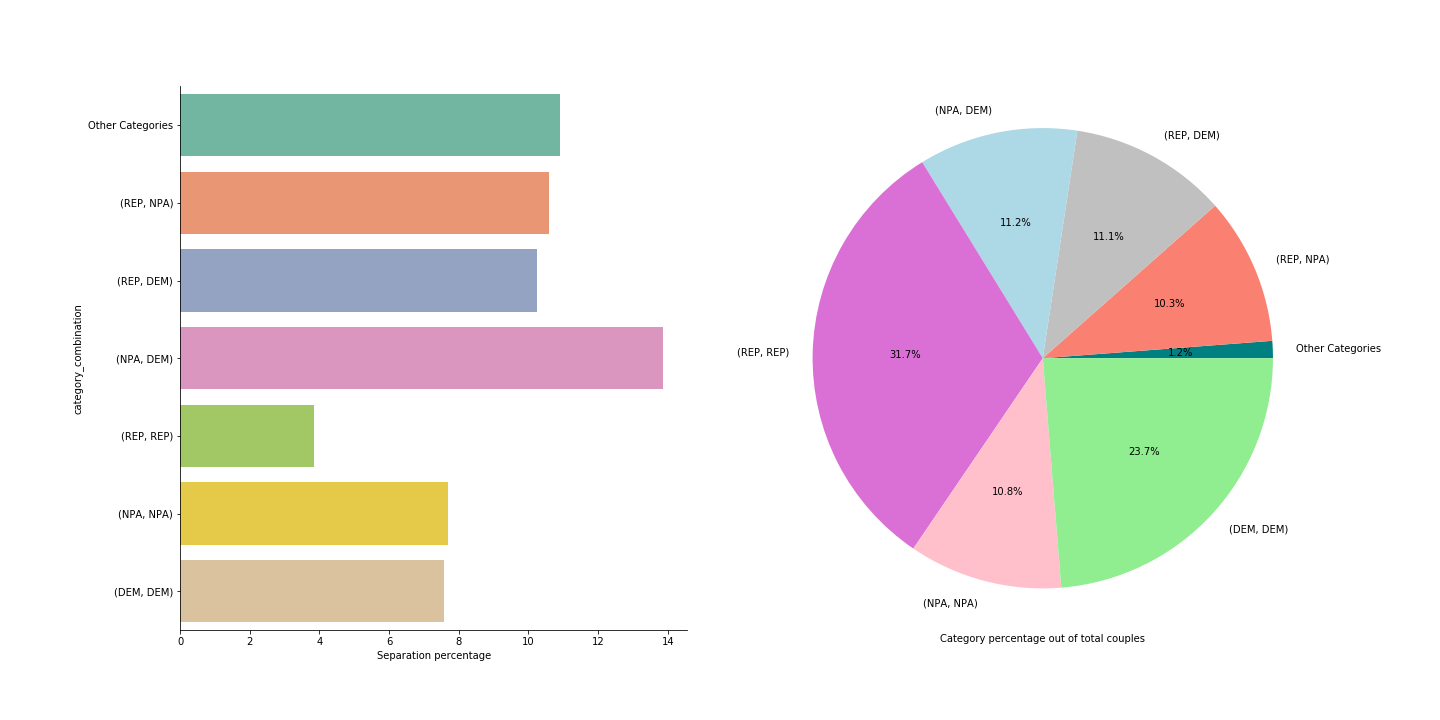 Other Categories
(REP, NPA)
(REP, DEM)
(NPA, DEM)
(REP, REP)
(NPA, NPA)
(DEM, DEM)
category_combination
0 2 4 6 8 10 12 14
Separation percentage
(NPA, DEM)
(REP, DEM)
(REP, NPA)
Other Categories
(REP, REP)
(DEM, DEM)
(NPA, NPA)
11.2%
11.1%
10.3%
1.2%
31.7%
23.7%
10.8%
Category percentage out of total couples